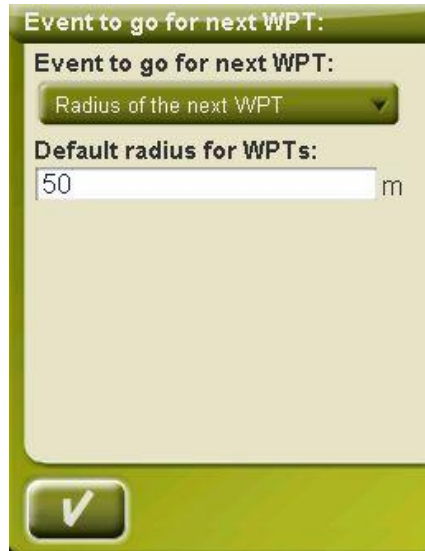 Event to go for next WPT:
Event to go for next WPT:
Radius of the next WPT
Default radius for WPTs:
50 m